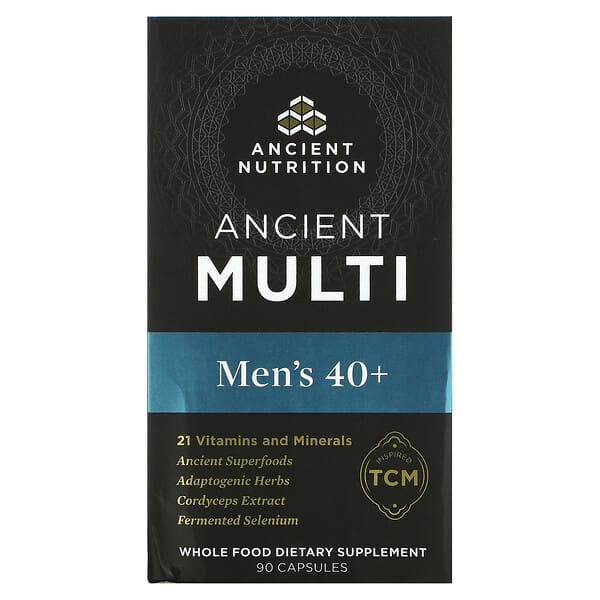 ANCIENT
NUTRITION
ANCIENT
MULTI
Men's 40+
21 Vitamins and Minerals
Ancient Superfoods
Adaptogenic Herbs
Cordyceps Extract
Fermented Selenium
INSPIRED
TCM
WHOLE FOOD DIETARY SUPPLEMENT
90 CAPSULES